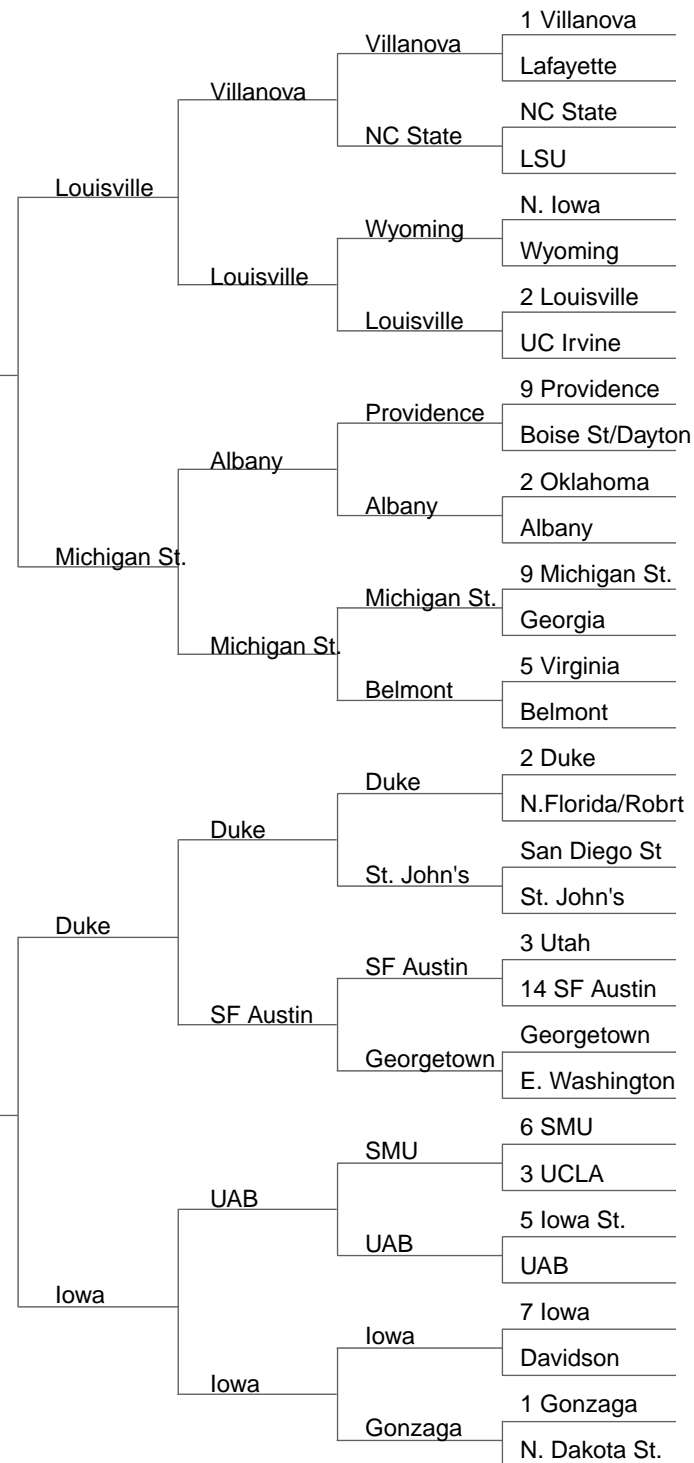 1 Villanova
Villanova
Lafayette
Villanova
NC State
NC State
LSU
Louisville
N. Iowa
Wyoming
Wyoming
Louisville
2 Louisville
Louisville
UC Irvine
9 Providence
Providence
Boise St/Dayton
Albany
2 Oklahoma
Albany
Albany
Michigan St.
9 Michigan St.
Michigan St.
Georgia
Michigan St.
5 Virginia
Belmont
Belmont
2 Duke
Duke
N.Florida/Robrt
Duke
San Diego St
St. John's
St. John's
Duke
3 Utah
SF Austin
14 SF Austin
SF Austin
Georgetown
Georgetown
E. Washington
6 SMU
SMU
3 UCLA
UAB
5 Iowa St.
UAB
UAB
Iowa
7 Iowa
Iowa
Davidson
Iowa
1 Gonzaga
Gonzaga
N. Dakota St.